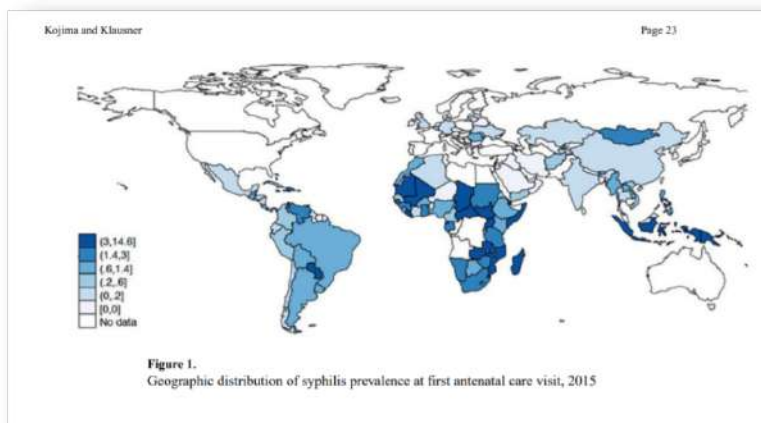 Kojima and Klausner Page 23
(3,14.6]
(1.4,3]
(.6,1.4]
(.2,.6]
(0,.2]
[0,0]
No data
Figure 1.
Geographic distribution of syphilis prevalence at first antenatal care visit, 2015